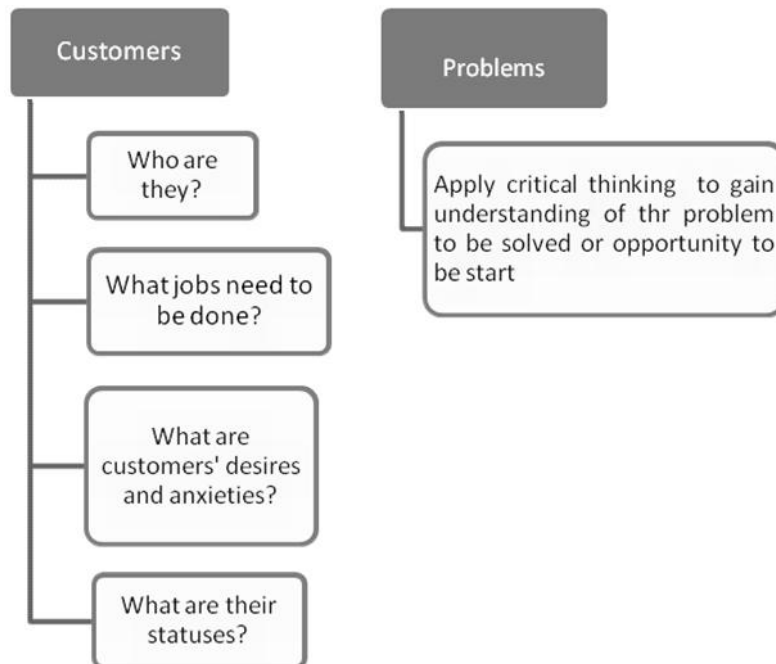 Customers
Who are
they?
What jobs need to
be done?
What are
customers' desires
and anxieties?
What are their
statuses?
Problems
Apply critical thinking to gain
understanding of thr problem
to be solved or opportunity to
be start